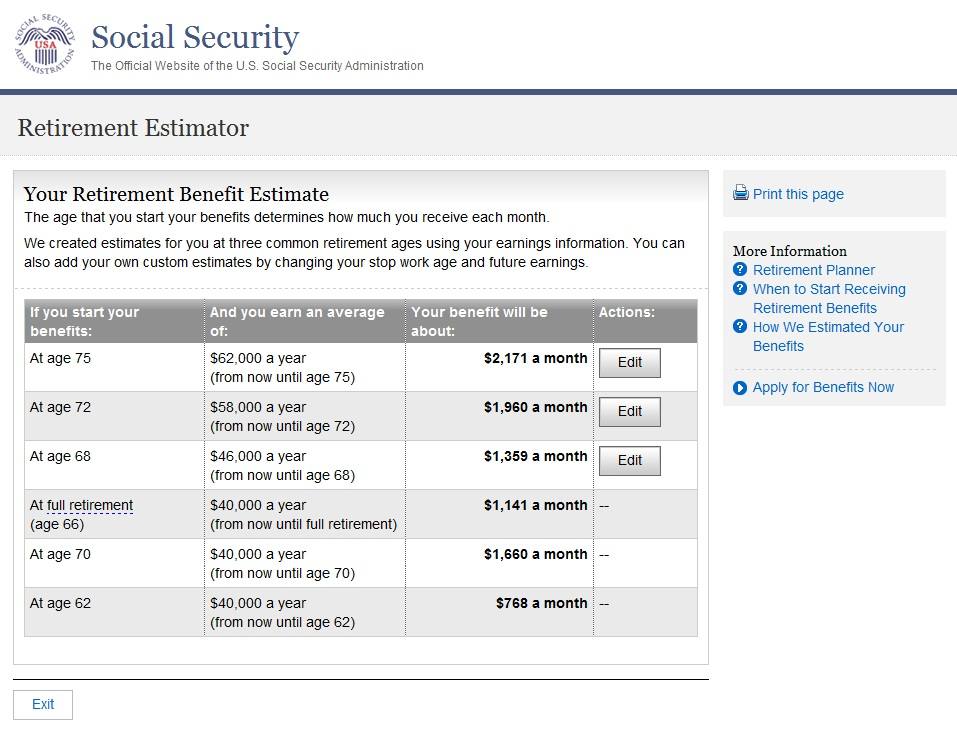 SOCIAL SECURITY ADMINISTRATION
USA
Social Security
The Official Website of the U.S. Social Security Administration
Retirement Estimator
Your Retirement Benefit Estimate
The age that you start your benefits determines how much you receive each month.
We created estimates for you at three common retirement ages using your earnings information. You can
also add your own custom estimates by changing your stop work age and future earnings.
If you start your benefits: And you earn an average of: Your benefit will be about: Actions:
At age 75 $62,000 a year $2,171 a month Edit
(from now until age 75)
At age 72 $58,000 a year $1,960 a month Edit
(from now until age 72)
At age 68 $46,000 a year $1,359 a month Edit
(from now until age 68)
At full retirement $40,000 a year $1,141 a month --
(age 66) (from now until full retirement)
At age 70 $40,000 a year $1,660 a month --
(from now until age 70)
At age 62 $40,000 a year $768 a month --
(from now until age 62)
Exit
Print this page
More Information
Retirement Planner
When to Start Receiving
Retirement Benefits
How We Estimated Your
Benefits
Apply for Benefits Now